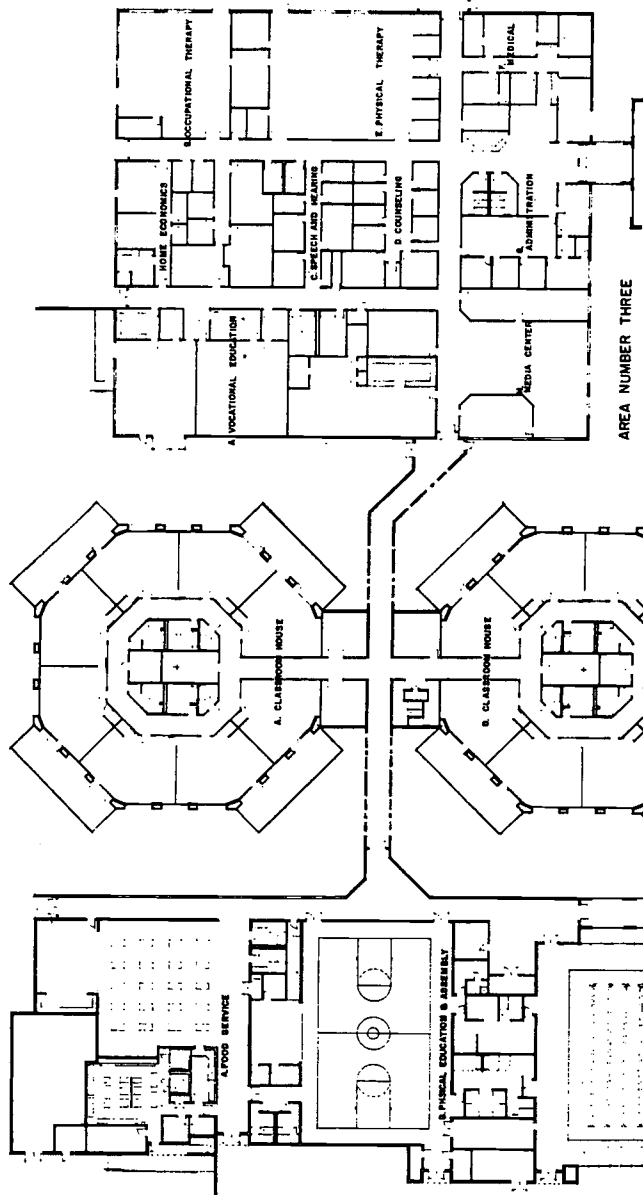 OCCUPATIONAL THERAPY
E. PHYSICAL THERAPY
MEDICAL
HOME ECONOMICS
C. SPEECH AND HEARING
D. COUNSELING
ADMINISTRATION
A. VOCATIONAL EDUCATION
MEDIA CENTER
AREA NUMBER THREE
A. CLASSROOM HOUSE
B. CLASSROOM HOUSE
A. FOOD SERVICE
B. PHSICAL EDUCATION & ASSEMBLY